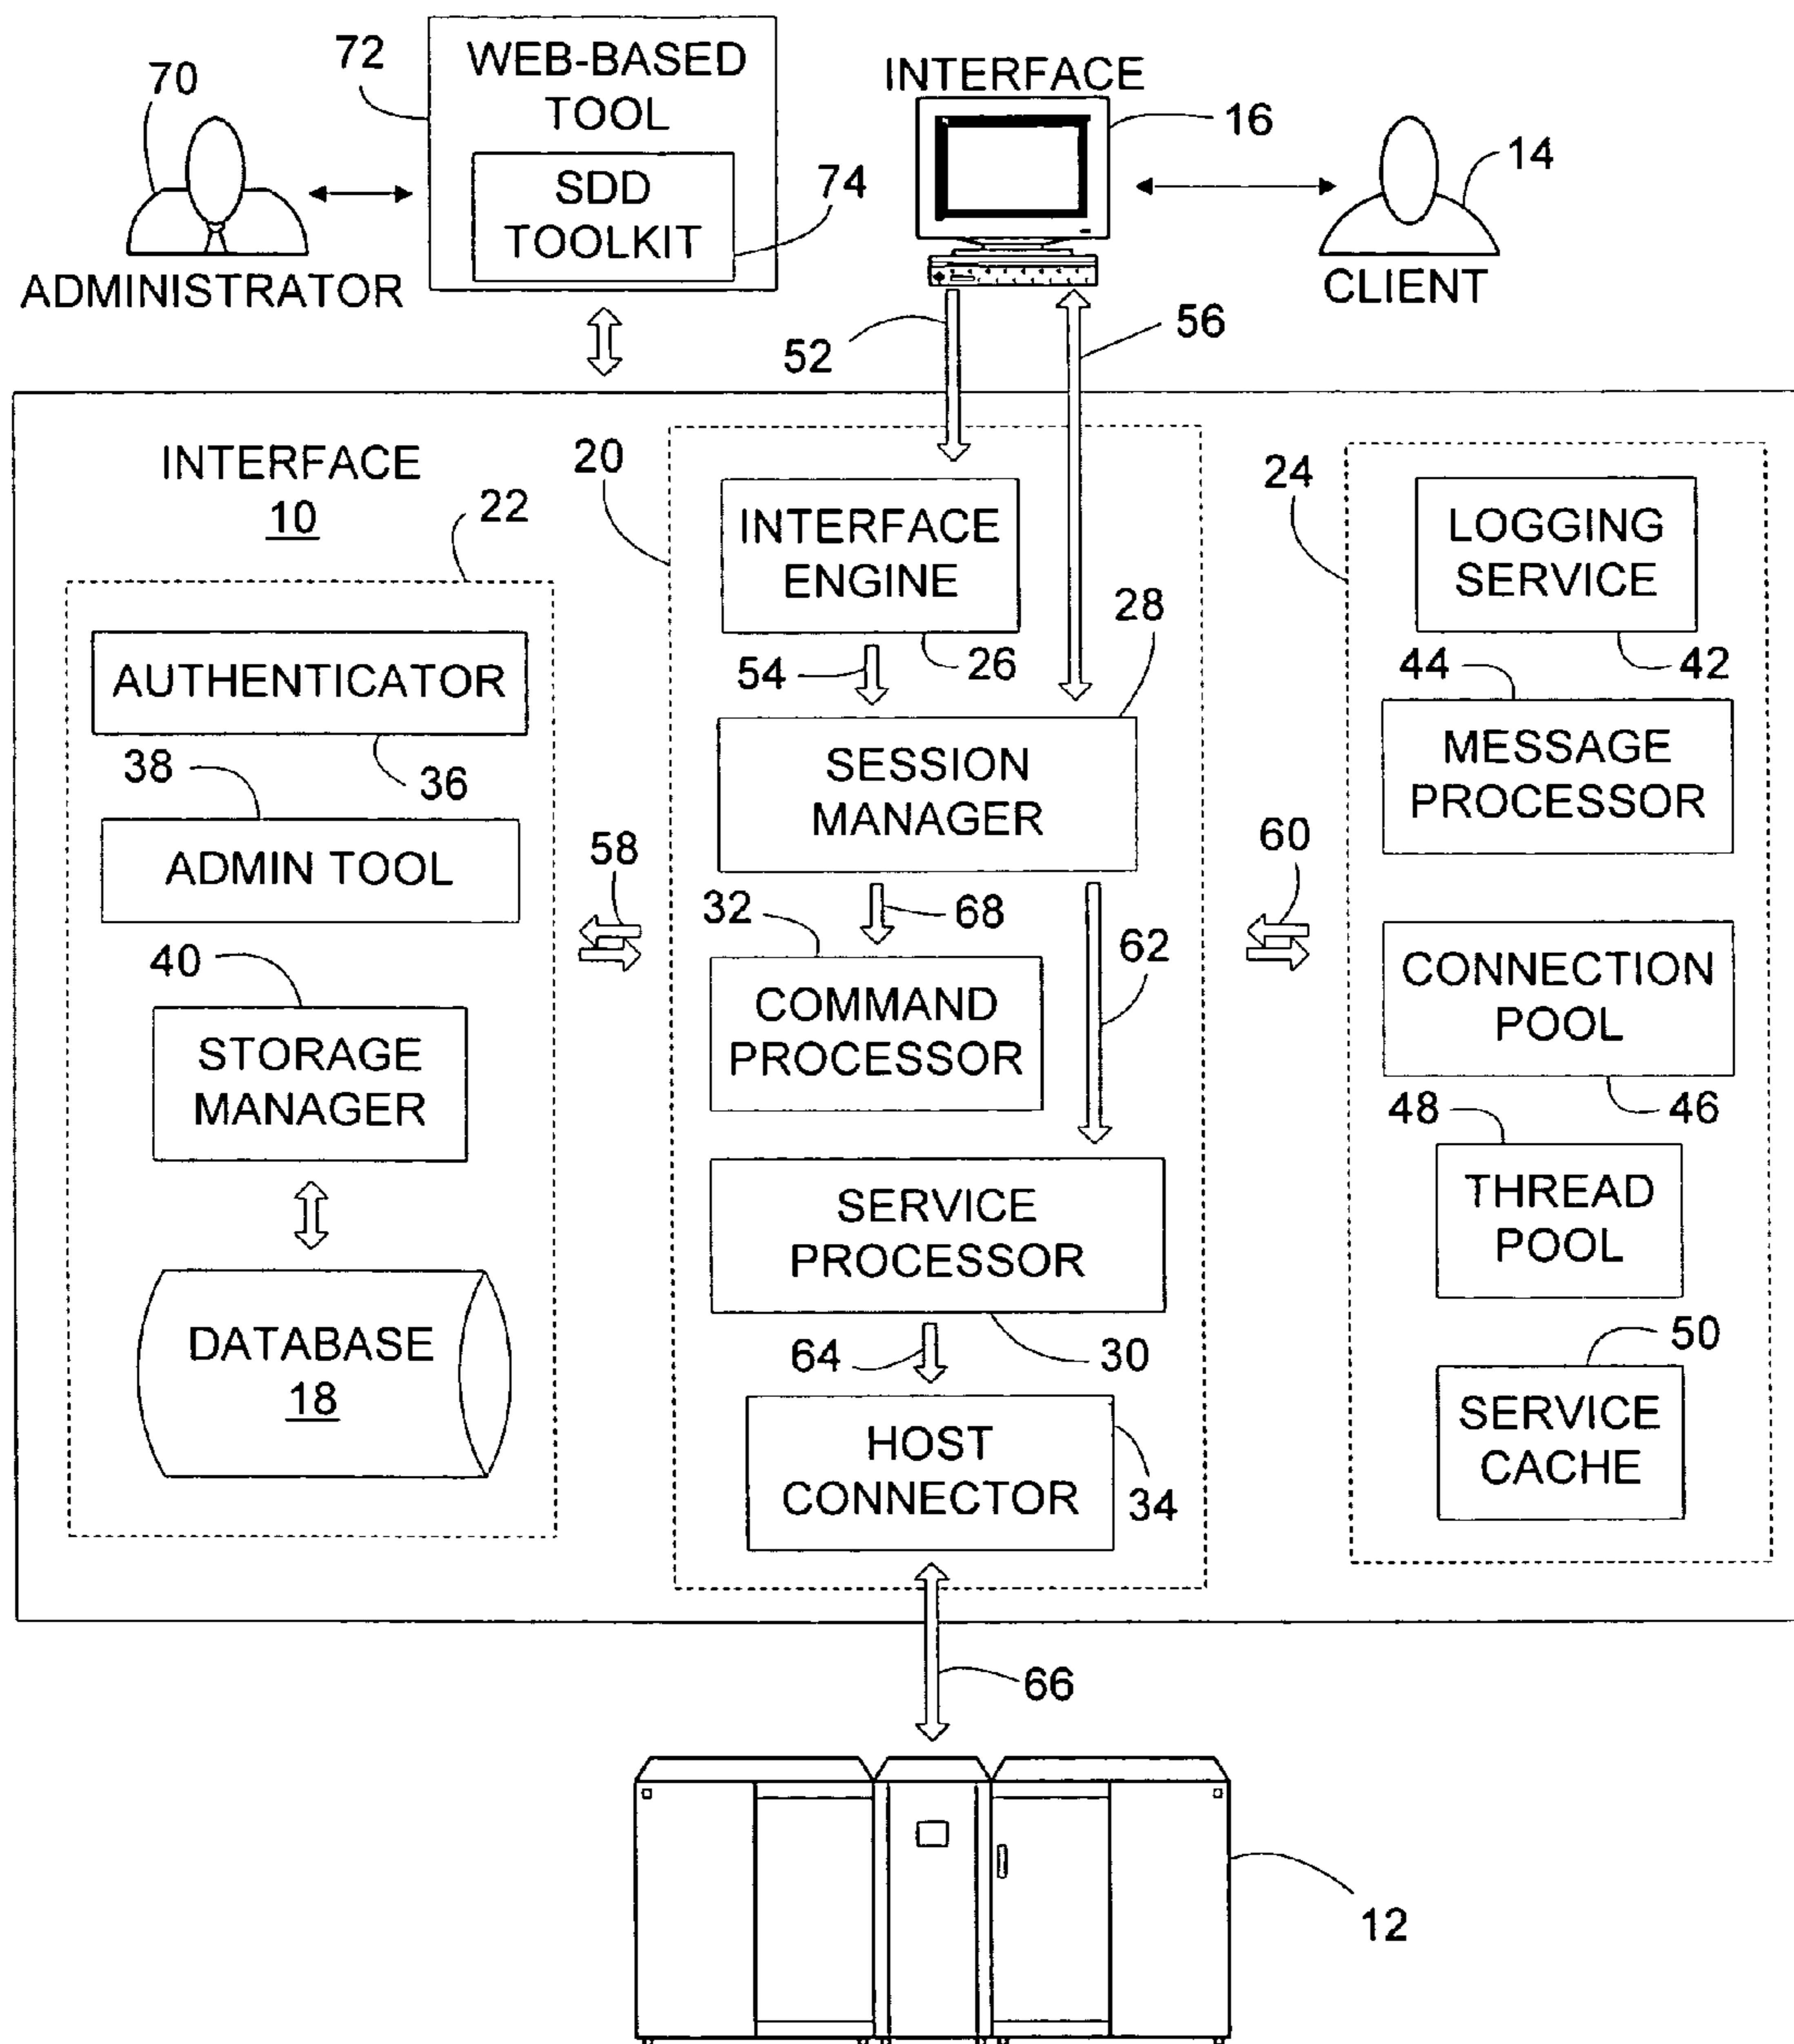 70
ADMINISTRATOR
72
WEB-BASED
TOOL
SDD
TOOLKIT
74
INTERFACE
16
14
CLIENT
52
56
INTERFACE
10
22
AUTHENTICATOR
36
38
ADMIN TOOL
40
STORAGE
MANAGER
DATABASE
18
58
20
INTERFACE
ENGINE
26
54
28
SESSION
MANAGER
68
62
32
COMMAND
PROCESSOR
SERVICE
PROCESSOR
30
64
HOST
CONNECTOR
34
60
24
LOGGING
SERVICE
42
44
MESSAGE
PROCESSOR
CONNECTION
POOL
46
48
THREAD
POOL
50
SERVICE
CACHE
66
12